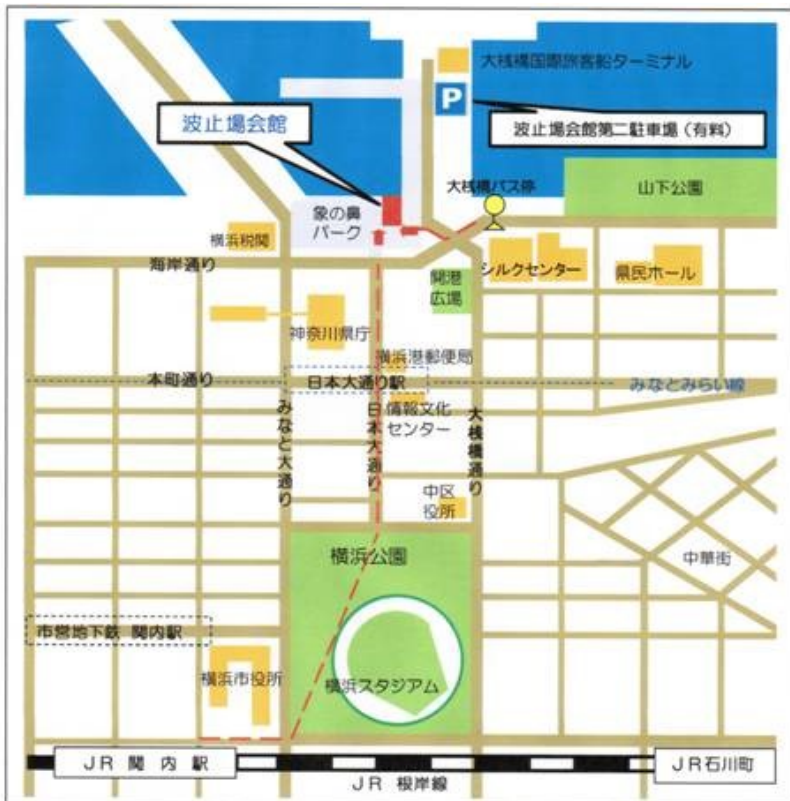 大桟橋国際旅客船ターミナル
P
波止場会館
波止場会館第二駐車場(有料)
大桟橋バス停
山下公園
象の鼻
パーク
横浜税関
海岸通り
開港
広場
シルクセンター
県民ホール
神奈川県庁
横浜港郵便局
本町通り
日本大通り駅
みなとみらい線
みなと大通り
日本大通り
情報文化
センター
大桟橋通り
中区
役所
横浜公園
中華街
市営地下鉄 関内駅
横浜市役所
横浜スタジアム
JR 関内駅
JR 根岸線
JR石川町